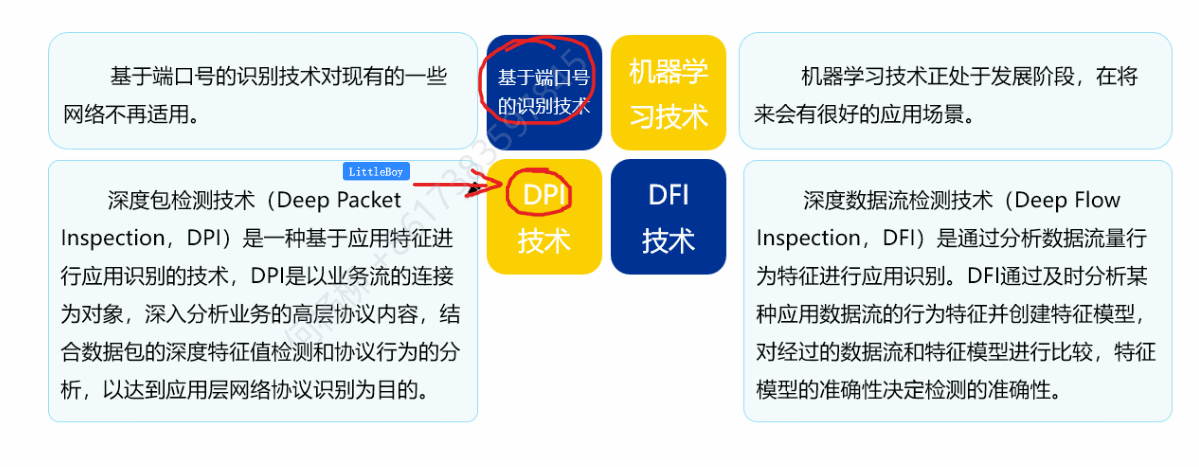 基于端口号的识别技术对现有的一些
网络不再适用。
基于端口号
的识别技术
机器学
习技术
机器学习技术正处于发展阶段，在将
来会有很好的应用场景。
LittleBoy
深度包检测技术（Deep Packet
Inspection，DPI）是一种基于应用特征进
行应用识别的技术，DPI是以业务流的连接
为对象，深入分析业务的高层协议内容，结
合数据包的深度特征值检测和协议行为的分
析，以达到应用层网络协议识别为目的。
DPI
技术
DFI
技术
深度数据流检测技术（Deep Flow
Inspection，DFI）是通过分析数据流量行
为特征进行应用识别。DFI通过及时分析某
种应用数据流的行为特征并创建特征模型，
对经过的数据流和特征模型进行比较，特征
模型的准确性决定检测的准确性。